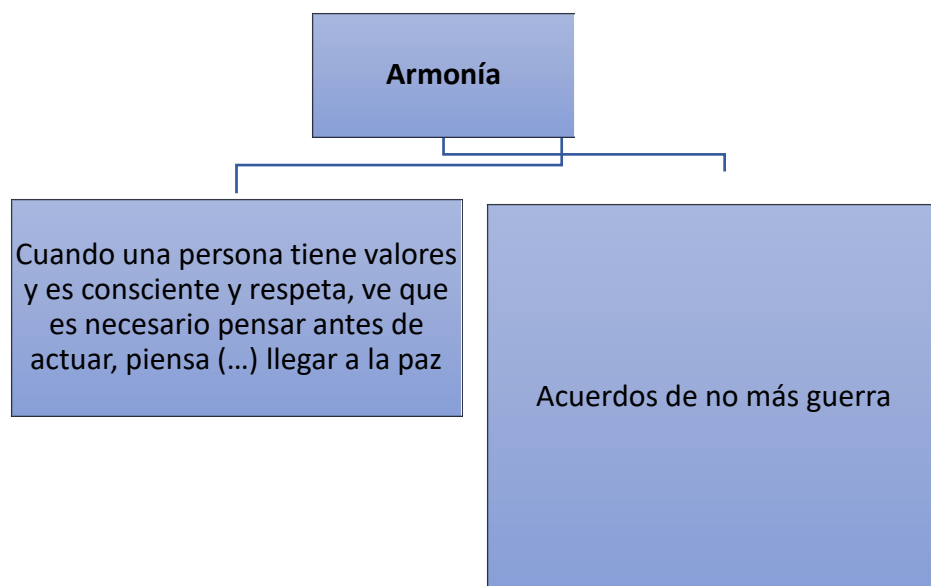 Armonía
Cuando una persona tiene valores
y es consciente y respeta, ve que
es necesario pensar antes de
actuar, piensa (…) llegar a la paz
Acuerdos de no más guerra